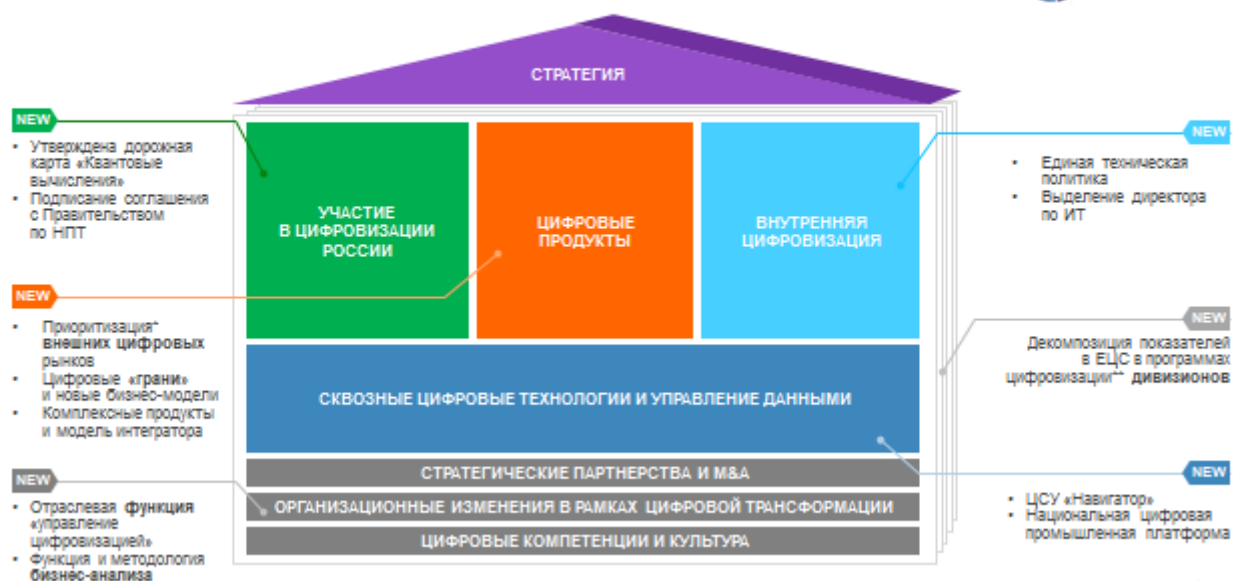 СТРАТЕГИЯ
NEW
• Утверждена дорожная
карта «Квантовые
вычисления»
• Подписание соглашения
с Правительством
по НПТ
NEW
• Приоритизация*
внешних цифровых
рынков
• Цифровые «грани»
и новые бизнес-модели
• Комплексные продукты
и модель интегратора
NEW
• Отраслевая функция
«управление
цифровизацией»
• Функция и методология
бизнес-анализа
УЧАСТИЕ
В ЦИФРОВИЗАЦИИ
РОССИИ
ЦИФРОВЫЕ
ПРОДУКТЫ
ВНУТРЕННЯЯ
ЦИФРОВИЗАЦИЯ
СКВОЗНЫЕ ЦИФРОВЫЕ ТЕХНОЛОГИИ И УПРАВЛЕНИЕ ДАННЫМИ
СТРАТЕГИЧЕСКИЕ ПАРТНЕРСТВА И M&A
ОРГАНИЗАЦИОННЫЕ ИЗМЕНЕНИЯ В РАМКАХ ЦИФРОВОЙ ТРАНСФОРМАЦИИ
ЦИФРОВЫЕ КОМПЕТЕНЦИИ И КУЛЬТУРА
NEW
• Единая техническая
политика
• Выделение директора
по ИТ
NEW
Декомпозиция показателей
в ЕЦС в программах
цифровизации** дивизионов
NEW
• ЦСУ «Навигатор»
• Национальная цифровая
промышленная платформа